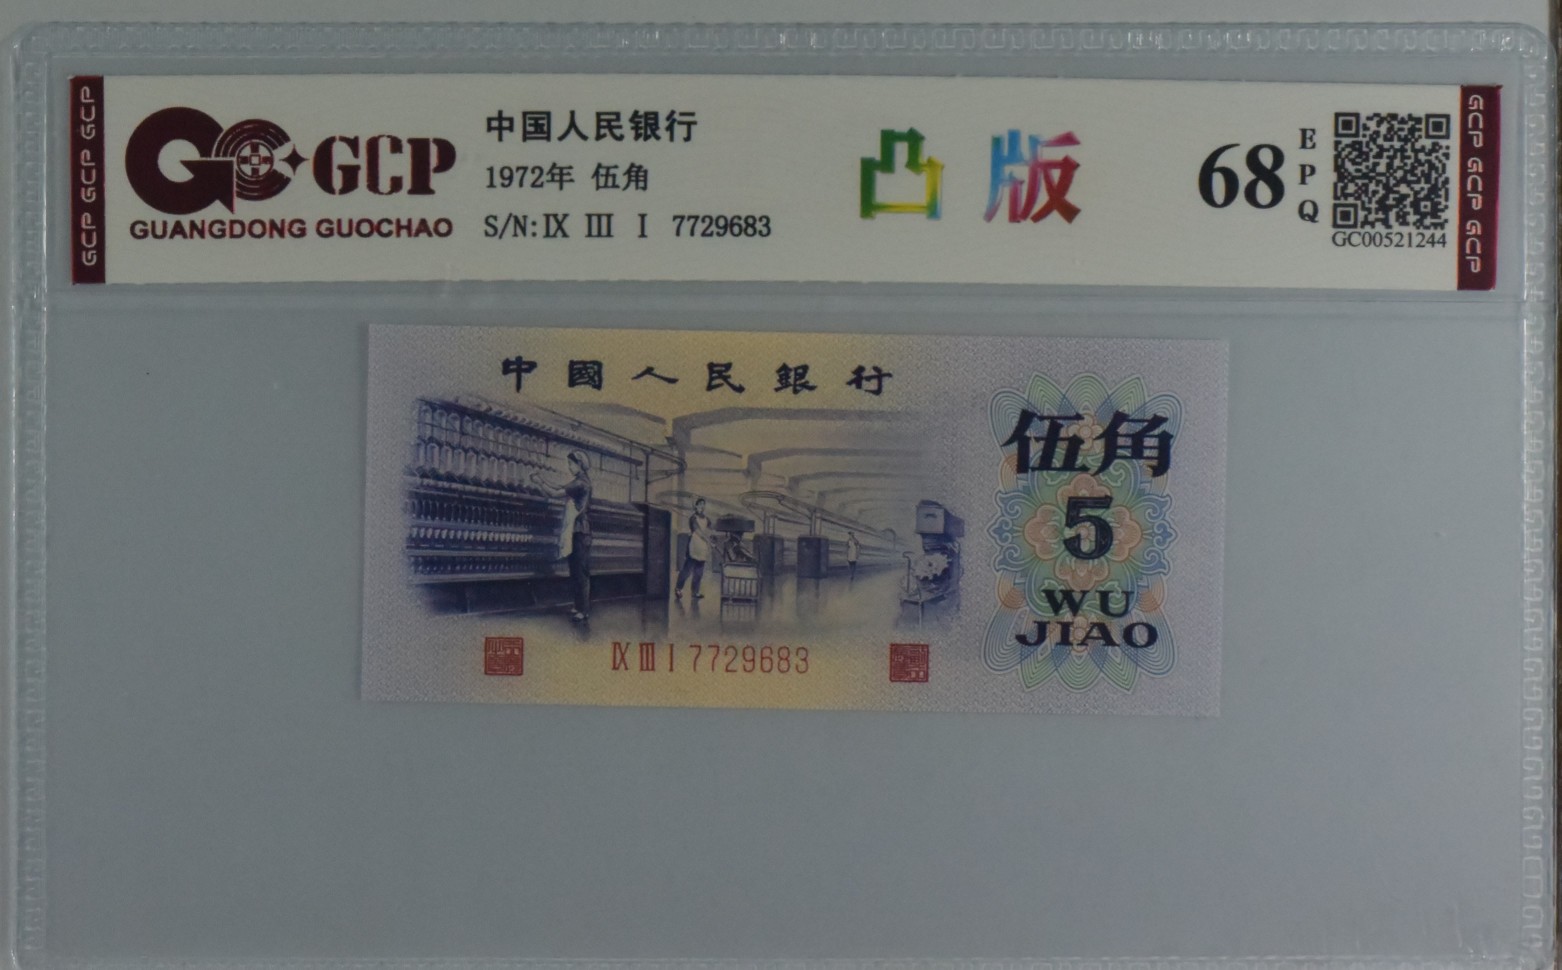 GCP GCP GCP
GCP
GUANGDONG GUOCHAO
中国人民银行
1972年 伍角
S/N: IX III I 7729683
凸版
68
EPQ
GC00521244
GCP GCP GCP
中國人民銀行
伍角
5
WU
JIAO
IX III I 7729683